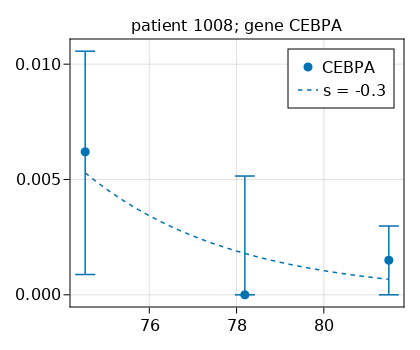 patient 1008; gene CEBPA
CEBPA
s = -0.3
0.010
0.005
0.000
76
78
80